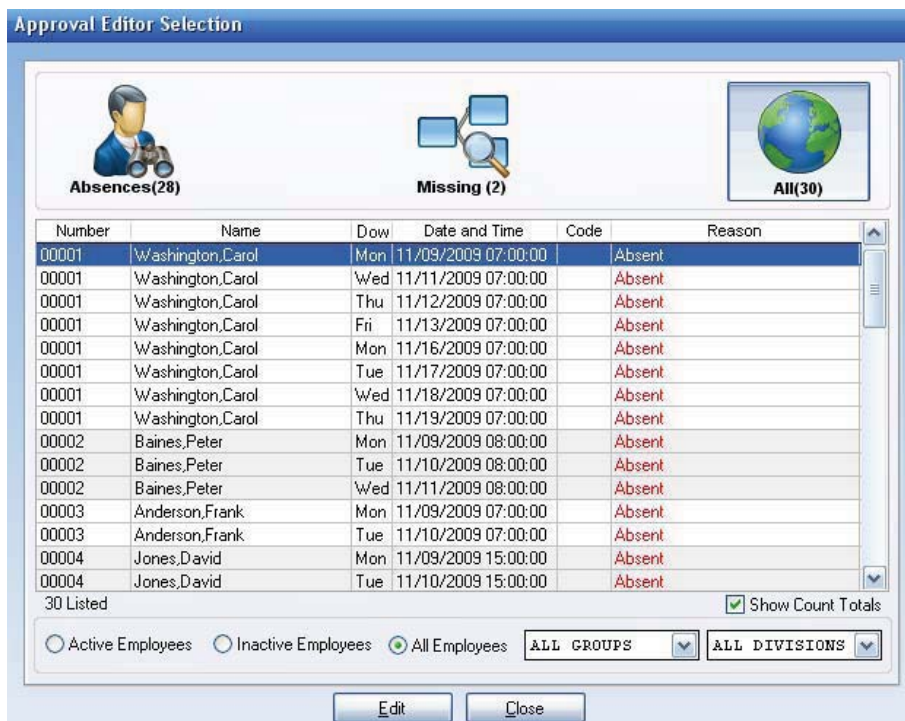 Approval Editor Selection
Absences(28) Missing (2) All(30)
Number Name Dow Date and Time Code Reason
00001 Washington,Carol Mon 11/09/2009 07:00:00 Absent
00001 Washington,Carol Wed 11/11/2009 07:00:00 Absent
00001 Washington,Carol Thu 11/12/2009 07:00:00 Absent
00001 Washington,Carol Fri 11/13/2009 07:00:00 Absent
00001 Washington,Carol Mon 11/16/2009 07:00:00 Absent
00001 Washington,Carol Tue 11/17/2009 07:00:00 Absent
00001 Washington,Carol Wed 11/18/2009 07:00:00 Absent
00001 Washington,Carol Thu 11/19/2009 07:00:00 Absent
00002 Baines,Peter Mon 11/09/2009 08:00:00 Absent
00002 Baines,Peter Tue 11/10/2009 08:00:00 Absent
00002 Baines,Peter Wed 11/11/2009 08:00:00 Absent
00003 Anderson,Frank Mon 11/09/2009 07:00:00 Absent
00003 Anderson,Frank Tue 11/10/2009 07:00:00 Absent
00004 Jones,David Mon 11/09/2009 15:00:00 Absent
00004 Jones,David Tue 11/10/2009 15:00:00 Absent
30 Listed Show Count Totals
Active Employees Inactive Employees All Employees ALL GROUPS ALL DIVISIONS
Edit Close